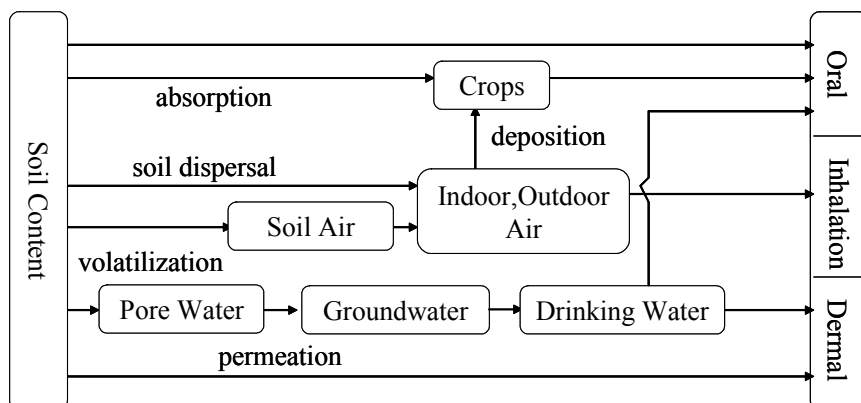 Soil Content
absorption
Crops
deposition
soil dispersal
Indoor,Outdoor
Air
Soil Air
volatilization
Pore Water
Groundwater
Drinking Water
permeation
Oral
Inhalation
Dermal